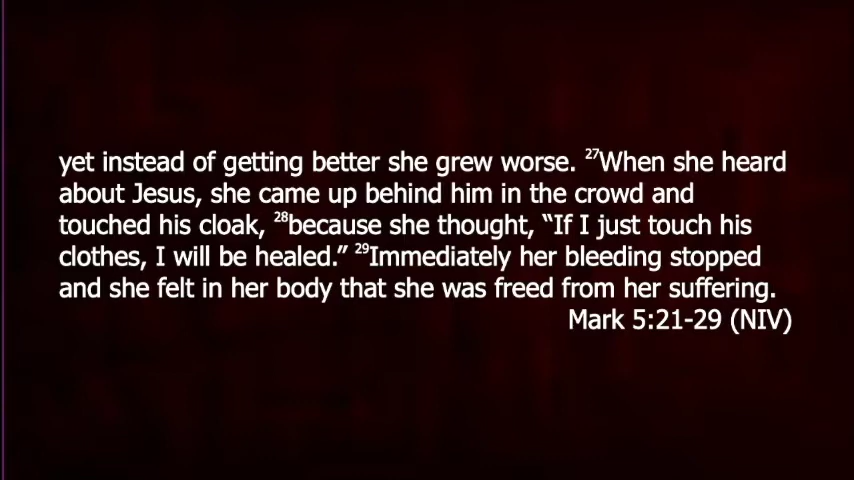 yet instead of getting better she grew worse. ²⁷When she heard
about Jesus, she came up behind him in the crowd and
touched his cloak, ²⁸because she thought, “If I just touch his
clothes, I will be healed.” ²⁹Immediately her bleeding stopped
and she felt in her body that she was freed from her suffering.
Mark 5:21-29 (NIV)